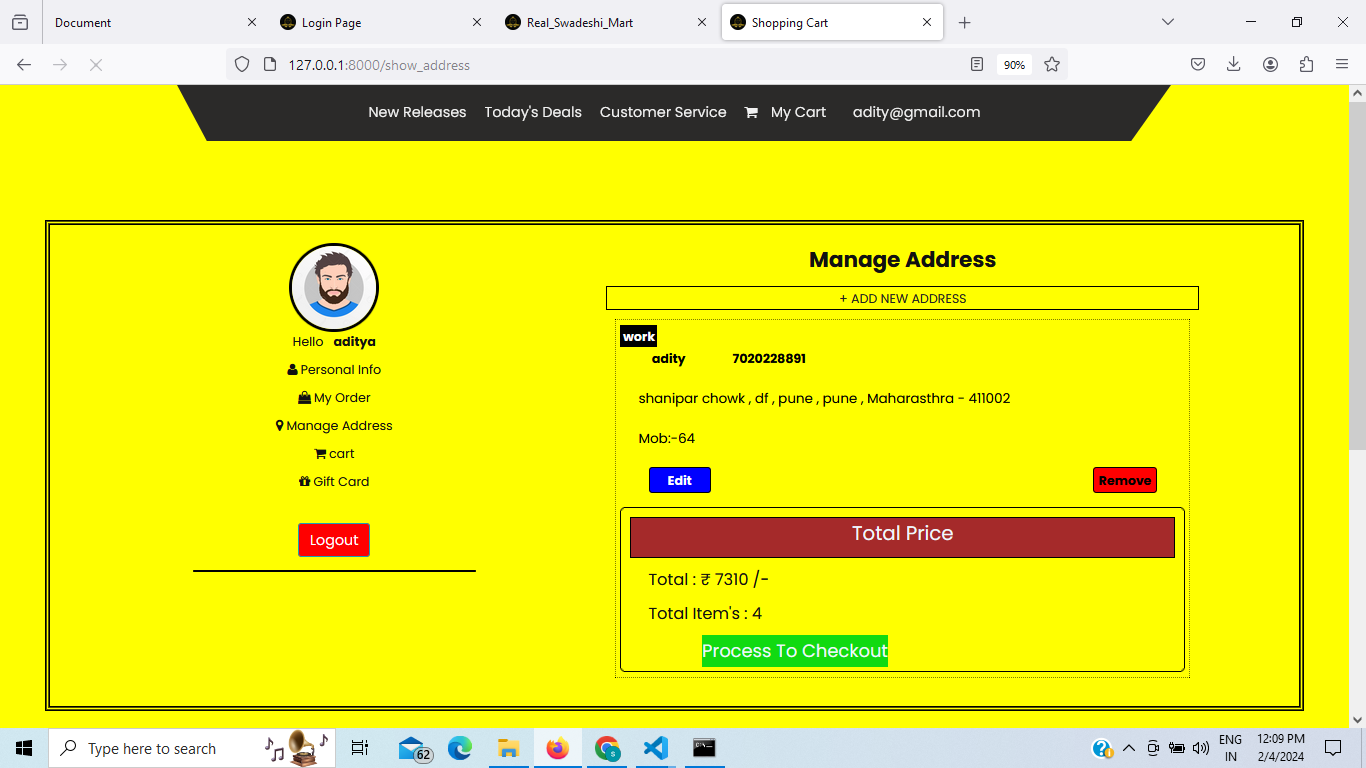 Document
Login Page
Real_Swadeshi_Mart
Shopping Cart
127.0.0.1:8000/show_address
90%
New Releases Today's Deals Customer Service My Cart adity@gmail.com
Hello aditya
Personal Info
My Order
Manage Address
cart
Gift Card
Logout
Manage Address
+ ADD NEW ADDRESS
work
adity 7020228891
shanipar chowk , df , pune , pune , Maharasthra - 411002
Mob:-64
Edit Remove
Total Price
Total : ₹ 7310 /-
Total Item's : 4
Process To Checkout
Type here to search
62
S
ENG
IN
12:09 PM
2/4/2024